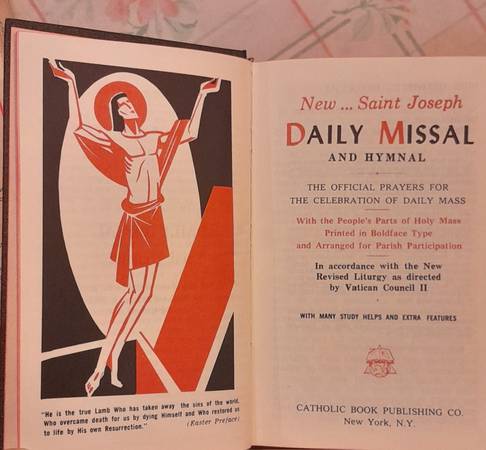 "He is the true Lamb Who has taken away the sins of the world,
Who overcame death for us by dying Himself and Who restored us
to life by His own Resurrection."
(Easter Preface)
New ... Saint Joseph
DAILY MISSAL
AND HYMNAL
THE OFFICIAL PRAYERS FOR
THE CELEBRATION OF DAILY MASS
With the People's Parts of Holy Mass
Printed in Boldface Type
and Arranged for Parish Participation
In accordance with the New
Revised Liturgy as directed
by Vatican Council II
WITH MANY STUDY HELPS AND EXTRA FEATURES
CATHOLIC BOOK PUBLISHING CO.
New York, N.Y.